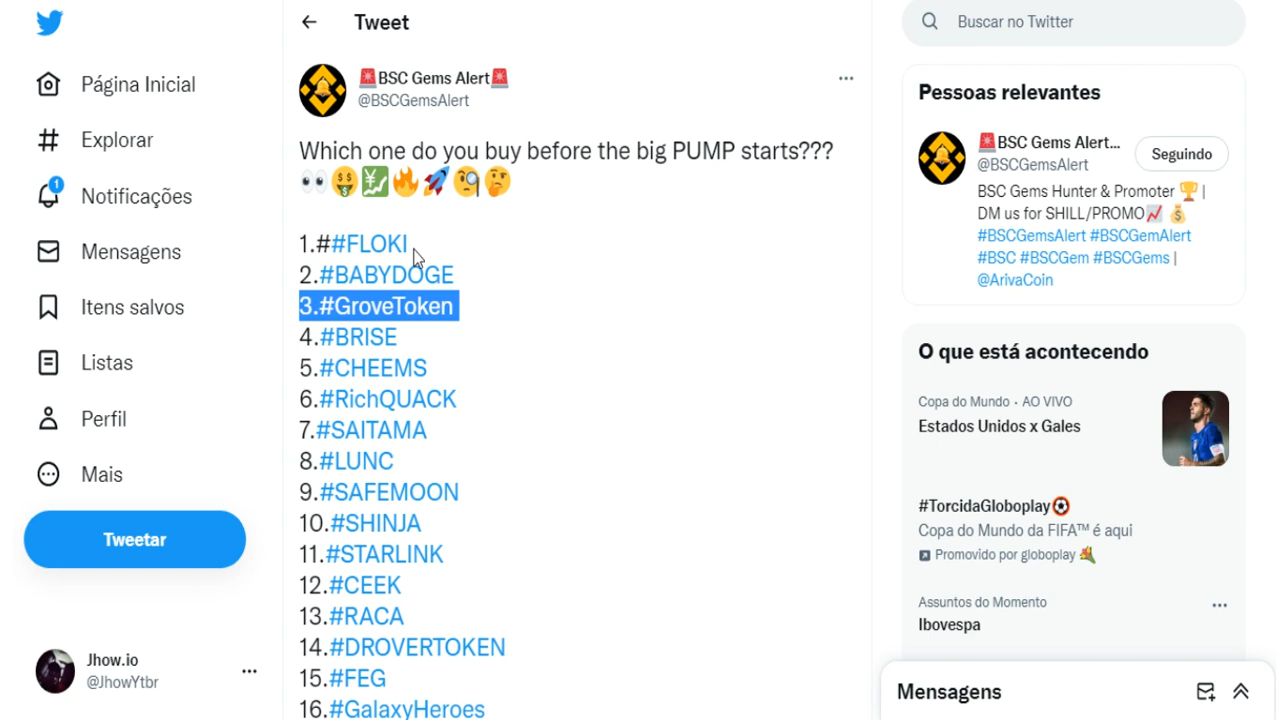 Página Inicial
Explorar
1
Notificações
Mensagens
Itens salvos
Listas
Perfil
Mais
Tweetar
Jhow.io
@JhowYtbr
Tweet
🚨BSC Gems Alert🚨
@BSCGemsAlert
Which one do you buy before the big PUMP starts???
👀🤑💹🔥🚀🧐🤔
1.##FLOKI
2.#BABYDOGE
3.#GroveToken
4.#BRISE
5.#CHEEMS
6.#RichQUACK
7.#SAITAMA
8.#LUNC
9.#SAFEMOON
10.#SHINJA
11.#STARLINK
12.#CEEK
13.#RACA
14.#DROVERTOKEN
15.#FEG
16.#GalaxyHeroes
Buscar no Twitter
Pessoas relevantes
🚨BSC Gems Alert...
@BSCGemsAlert
Seguindo
BSC Gems Hunter & Promoter 🏆 |
DM us for SHILL/PROMO📈 💰
#BSCGemsAlert #BSCGemAlert
#BSC #BSCGem #BSCGems |
@ArivaCoin
O que está acontecendo
Copa do Mundo · AO VIVO
Estados Unidos x Gales
#TorcidaGloboplay⚽
Copa do Mundo da FIFA™ é aqui
Promovido por globoplay
Assuntos do Momento
Ibovespa
Mensagens